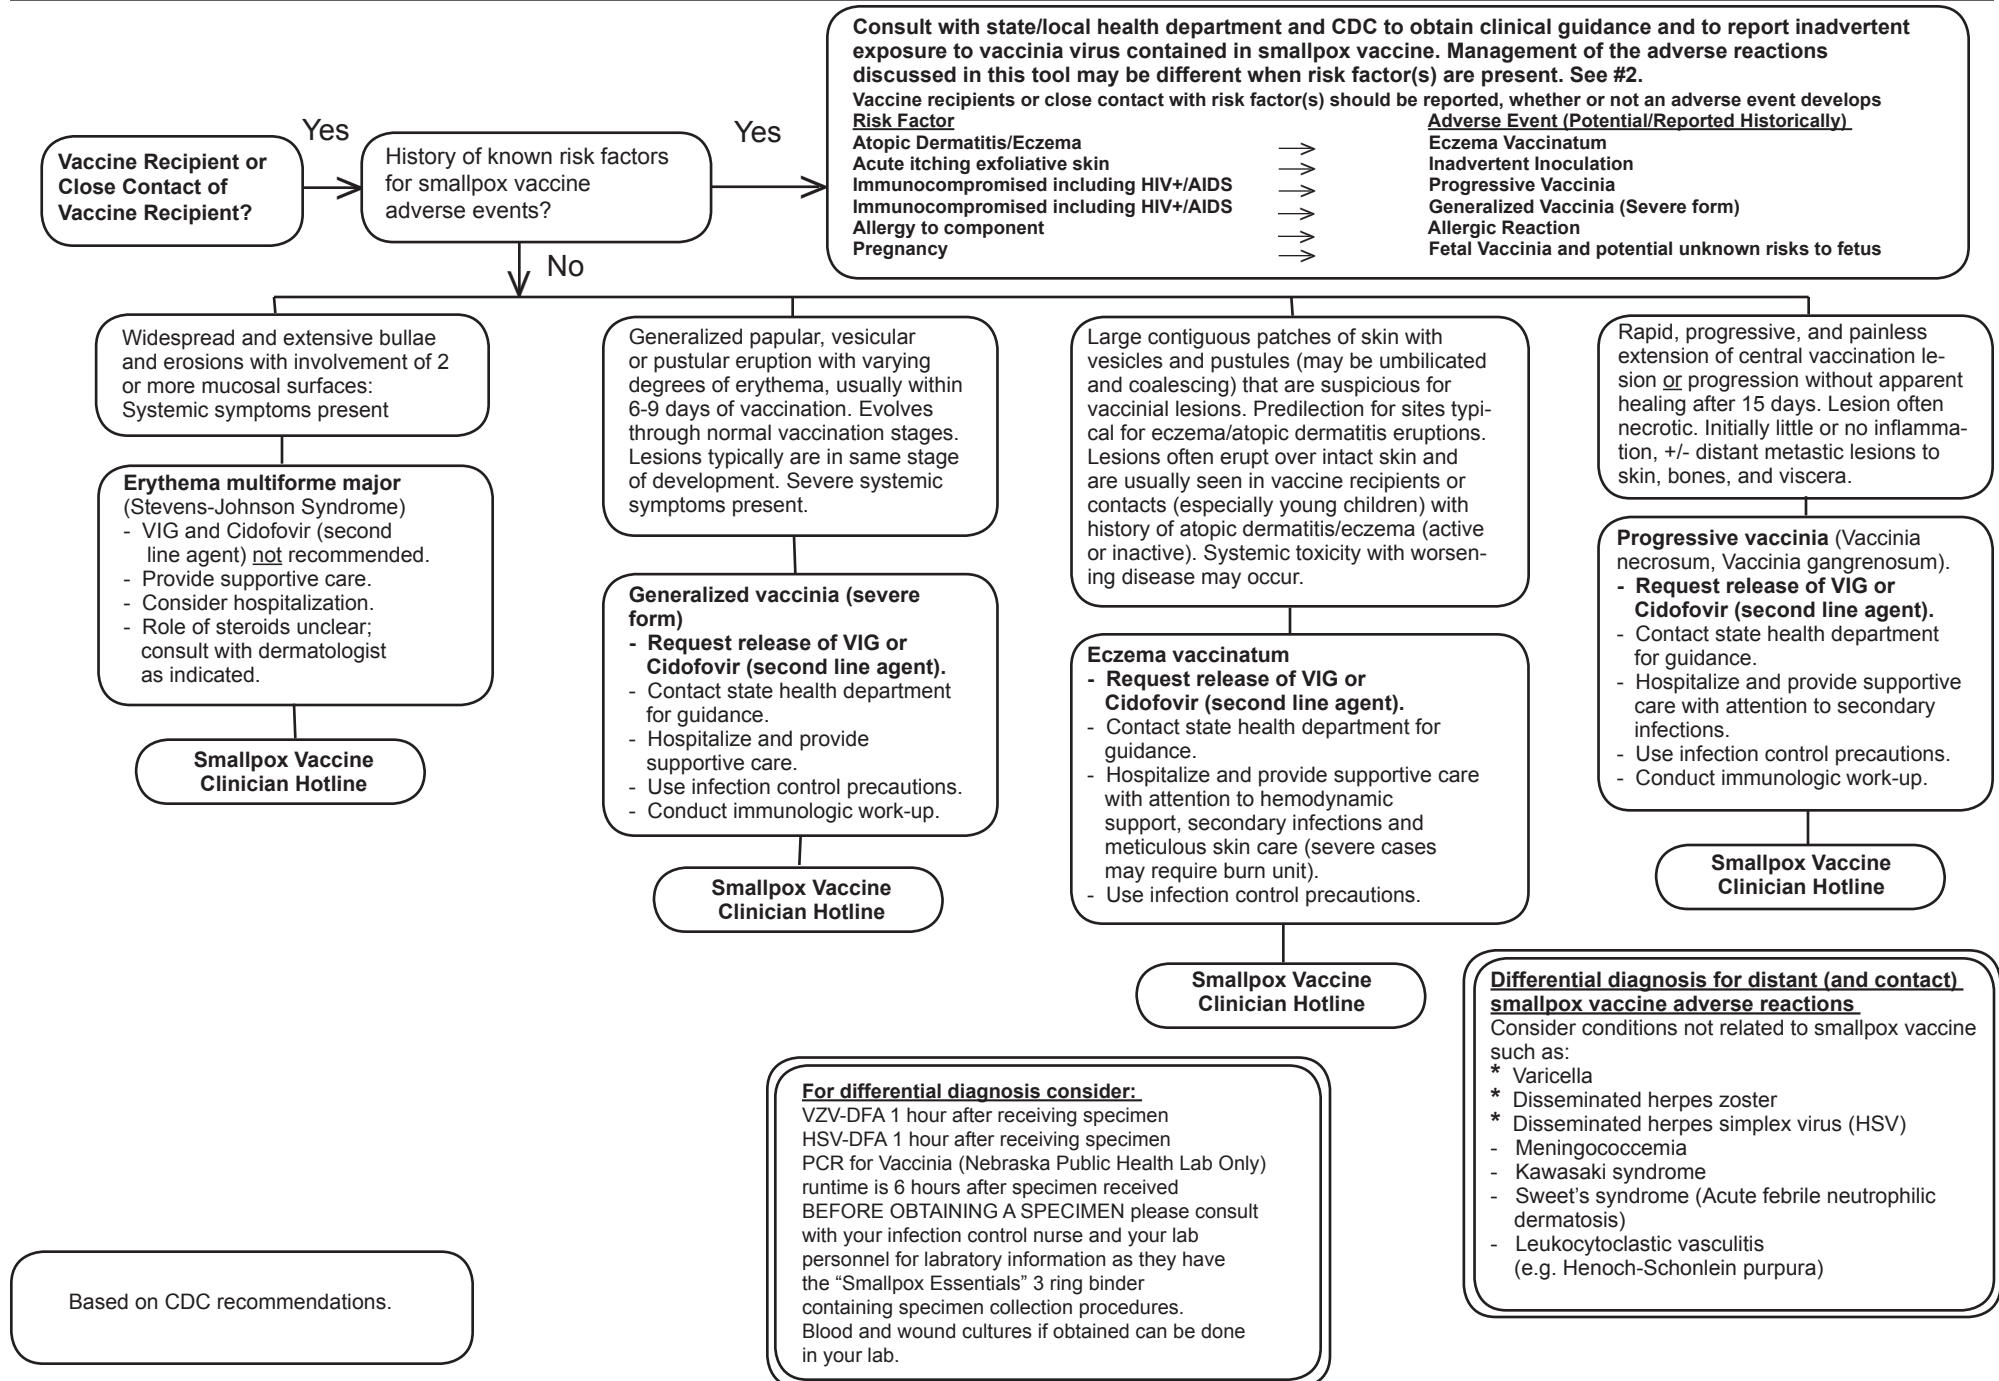 Consult with state/local health department and CDC to obtain clinical guidance and to report inadvertent
exposure to vaccinia virus contained in smallpox vaccine. Management of the adverse reactions
discussed in this tool may be different when risk factor(s) are present. See #2.
Vaccine recipients or close contact with risk factor(s) should be reported, whether or not an adverse event develops
Risk Factor
Adverse Event (Potential/Reported Historically)
Atopic Dermatitis/Eczema → Eczema Vaccinatum
Acute itching exfoliative skin → Inadvertent Inoculation
Immunocompromised including HIV+/AIDS → Progressive Vaccinia
Immunocompromised including HIV+/AIDS → Generalized Vaccinia (Severe form)
Allergy to component → Allergic Reaction
Pregnancy → Fetal Vaccinia and potential unknown risks to fetus
Vaccine Recipient or
Close Contact of
Vaccine Recipient?
Yes
History of known risk factors
for smallpox vaccine
adverse events?
Yes
No
Widespread and extensive bullae
and erosions with involvement of 2
or more mucosal surfaces:
Systemic symptoms present
Erythema multiforme major
(Stevens-Johnson Syndrome)
- VIG and Cidofovir (second
line agent) not recommended.
- Provide supportive care.
- Consider hospitalization.
- Role of steroids unclear;
consult with dermatologist
as indicated.
Smallpox Vaccine
Clinician Hotline
Generalized papular, vesicular
or pustular eruption with varying
degrees of erythema, usually within
6-9 days of vaccination. Evolves
through normal vaccination stages.
Lesions typically are in same stage
of development. Severe systemic
symptoms present.
Generalized vaccinia (severe
form)
- Request release of VIG or
Cidofovir (second line agent).
- Contact state health department
for guidance.
- Hospitalize and provide
supportive care.
- Use infection control precautions.
- Conduct immunologic work-up.
Smallpox Vaccine
Clinician Hotline
Large contiguous patches of skin with
vesicles and pustules (may be umbilicated
and coalescing) that are suspicious for
vaccinial lesions. Predilection for sites typi-
cal for eczema/atopic dermatitis eruptions.
Lesions often erupt over intact skin and
are usually seen in vaccine recipients or
contacts (especially young children) with
history of atopic dermatitis/eczema (active
or inactive). Systemic toxicity with worsen-
ing disease may occur.
Eczema vaccinatum
- Request release of VIG or
Cidofovir (second line agent).
- Contact state health department for
guidance.
- Hospitalize and provide supportive care
with attention to hemodynamic
support, secondary infections and
meticulous skin care (severe cases
may require burn unit).
- Use infection control precautions.
Smallpox Vaccine
Clinician Hotline
Rapid, progressive, and painless
extension of central vaccination le-
sion or progression without apparent
healing after 15 days. Lesion often
necrotic. Initially little or no inflamma-
tion, +/- distant metastic lesions to
skin, bones, and viscera.
Progressive vaccinia (Vaccinia
necrosum, Vaccinia gangrenosum).
- Request release of VIG or
Cidofovir (second line agent).
- Contact state health department
for guidance.
- Hospitalize and provide supportive
care with attention to secondary
infections.
- Use infection control precautions.
- Conduct immunologic work-up.
Smallpox Vaccine
Clinician Hotline
Differential diagnosis for distant (and contact)
smallpox vaccine adverse reactions
Consider conditions not related to smallpox vaccine
such as:
* Varicella
* Disseminated herpes zoster
* Disseminated herpes simplex virus (HSV)
- Meningococcemia
- Kawasaki syndrome
- Sweet's syndrome (Acute febrile neutrophilic
dermatosis)
- Leukocytoclastic vasculitis
(e.g. Henoch-Schonlein purpura)
For differential diagnosis consider:
VZV-DFA 1 hour after receiving specimen
HSV-DFA 1 hour after receiving specimen
PCR for Vaccinia (Nebraska Public Health Lab Only)
runtime is 6 hours after specimen received
BEFORE OBTAINING A SPECIMEN please consult
with your infection control nurse and your lab
personnel for labratory information as they have
the “Smallpox Essentials” 3 ring binder
containing specimen collection procedures.
Blood and wound cultures if obtained can be done
in your lab.
Based on CDC recommendations.